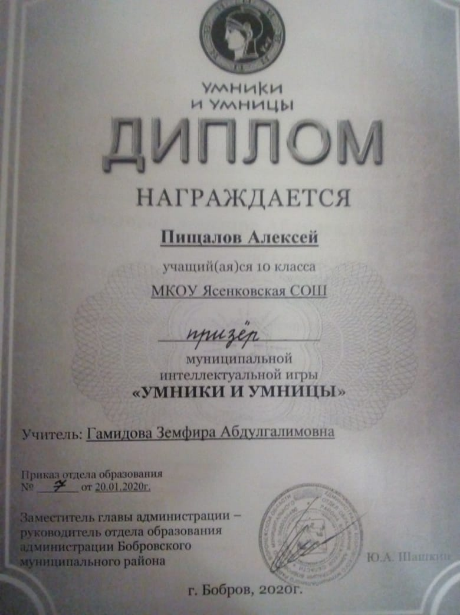 УМНИКИ
И УМНИЦЫ
ДИПЛОМ
НАГРАЖДАЕТСЯ
Пищалов Алексей
учащий(ая)ся 10 класса
МКОУ Ясенковская СОШ
призёр
муниципальной
интеллектуальной игры
«УМНИКИ И УМНИЦЫ»
Учитель: Гамидова Земфира Абдулгалимовна
Приказ отдела образования
№ 7 от 20.01.2020г.
Заместитель главы администрации –
руководитель отдела образования
администрации Бобровского
муниципального района
Ю.А. Шашкин
г. Бобров, 2020г.